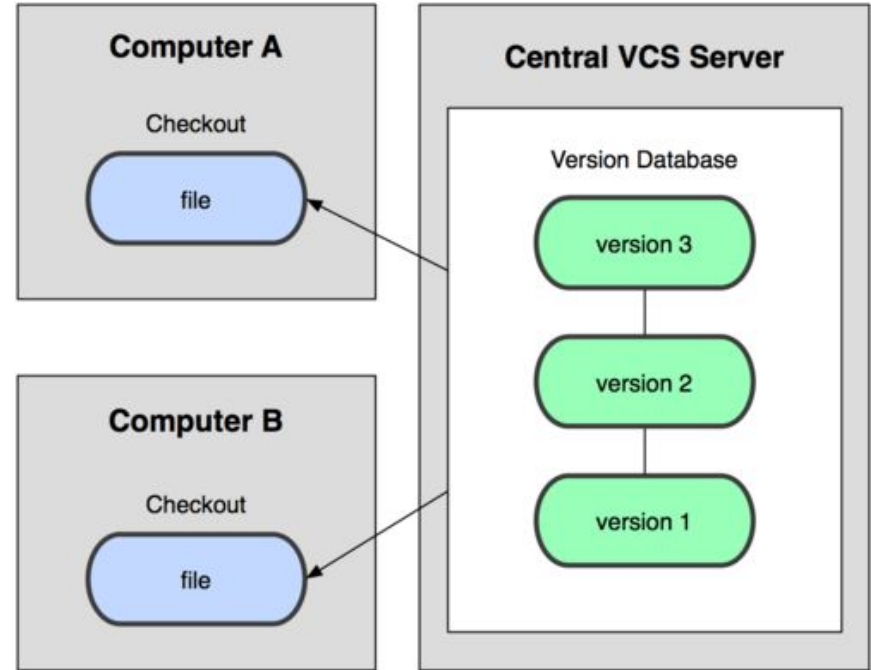 Computer A
Checkout
file
Computer B
Checkout
file
Central VCS Server
Version Database
version 3
version 2
version 1